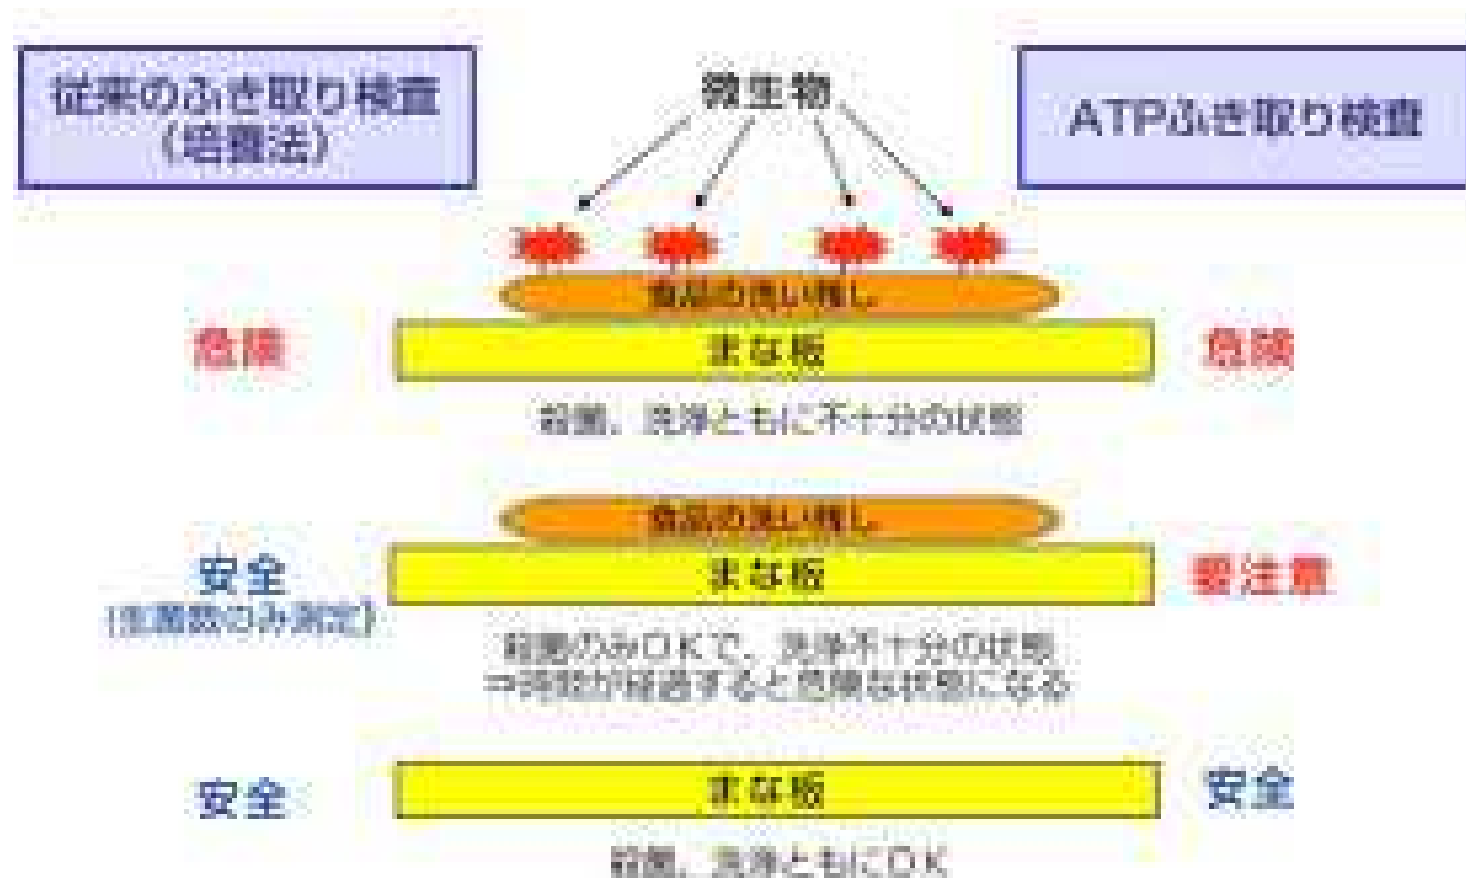 従来のふき取り検査
(培養法)
微生物
ATPふき取り検査
食品の洗い残し
危険
まな板
危険
殺菌、洗浄ともに不十分の状態
食品の洗い残し
安全
(生菌数のみ測定)
まな板
要注意
殺菌のみOKで、洗浄不十分の状態
⇒時間が経過すると危険な状態になる
安全
まな板
安全
殺菌、洗浄ともにOK